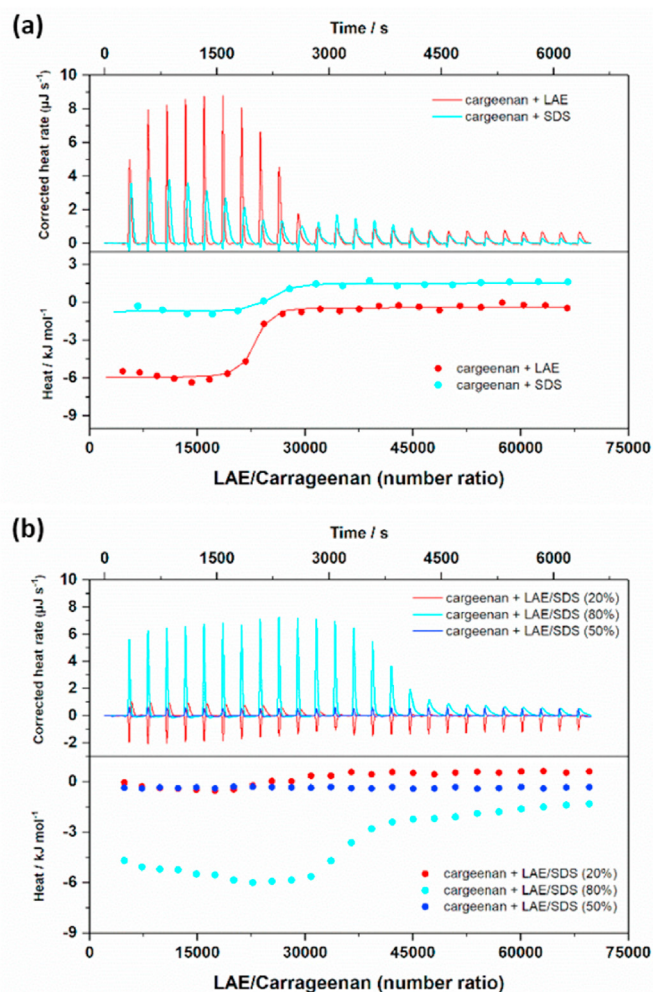 (a)
Time / s
0 1500 3000 4500 6000
Corrected heat rate (µJ s⁻¹)
10
8
6
4
2
0
cargeenan + LAE
cargeenan + SDS
Heat / kJ mol⁻¹
3
0
-3
-6
-9
cargeenan + LAE
cargeenan + SDS
0 15000 30000 45000 60000 75000
LAE/Carrageenan (number ratio)
(b)
Time / s
0 1500 3000 4500 6000
Corrected heat rate (µJ s⁻¹)
10
8
6
4
2
0
-2
cargeenan + LAE/SDS (20%)
cargeenan + LAE/SDS (80%)
cargeenan + LAE/SDS (50%)
Heat / kJ mol⁻¹
0
-3
-6
-9
cargeenan + LAE/SDS (20%)
cargeenan + LAE/SDS (80%)
cargeenan + LAE/SDS (50%)
0 15000 30000 45000 60000 75000
LAE/Carrageenan (number ratio)